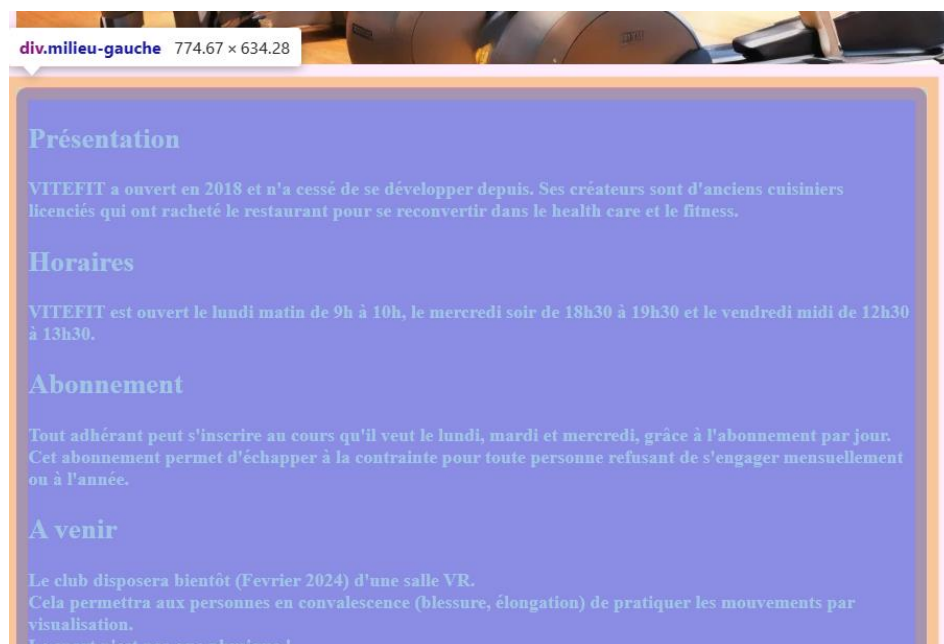 div.milieu-gauche 774.67 × 634.28
Présentation
VITEFIT a ouvert en 2018 et n'a cessé de se développer depuis. Ses créateurs sont d'anciens cuisiniers
licenciés qui ont racheté le restaurant pour se reconvertir dans le health care et le fitness.
Horaires
VITEFIT est ouvert le lundi matin de 9h à 10h, le mercredi soir de 18h30 à 19h30 et le vendredi midi de 12h30
à 13h30.
Abonnement
Tout adhérant peut s'inscrire au cours qu'il veut le lundi, mardi et mercredi, grâce à l'abonnement par jour.
Cet abonnement permet d'échapper à la contrainte pour toute personne refusant de s'engager mensuellement
ou à l'année.
A venir
Le club disposera bientôt (Fevrier 2024) d'une salle VR.
Cela permettra aux personnes en convalescence (blessure, élongation) de pratiquer les mouvements par
visualisation.